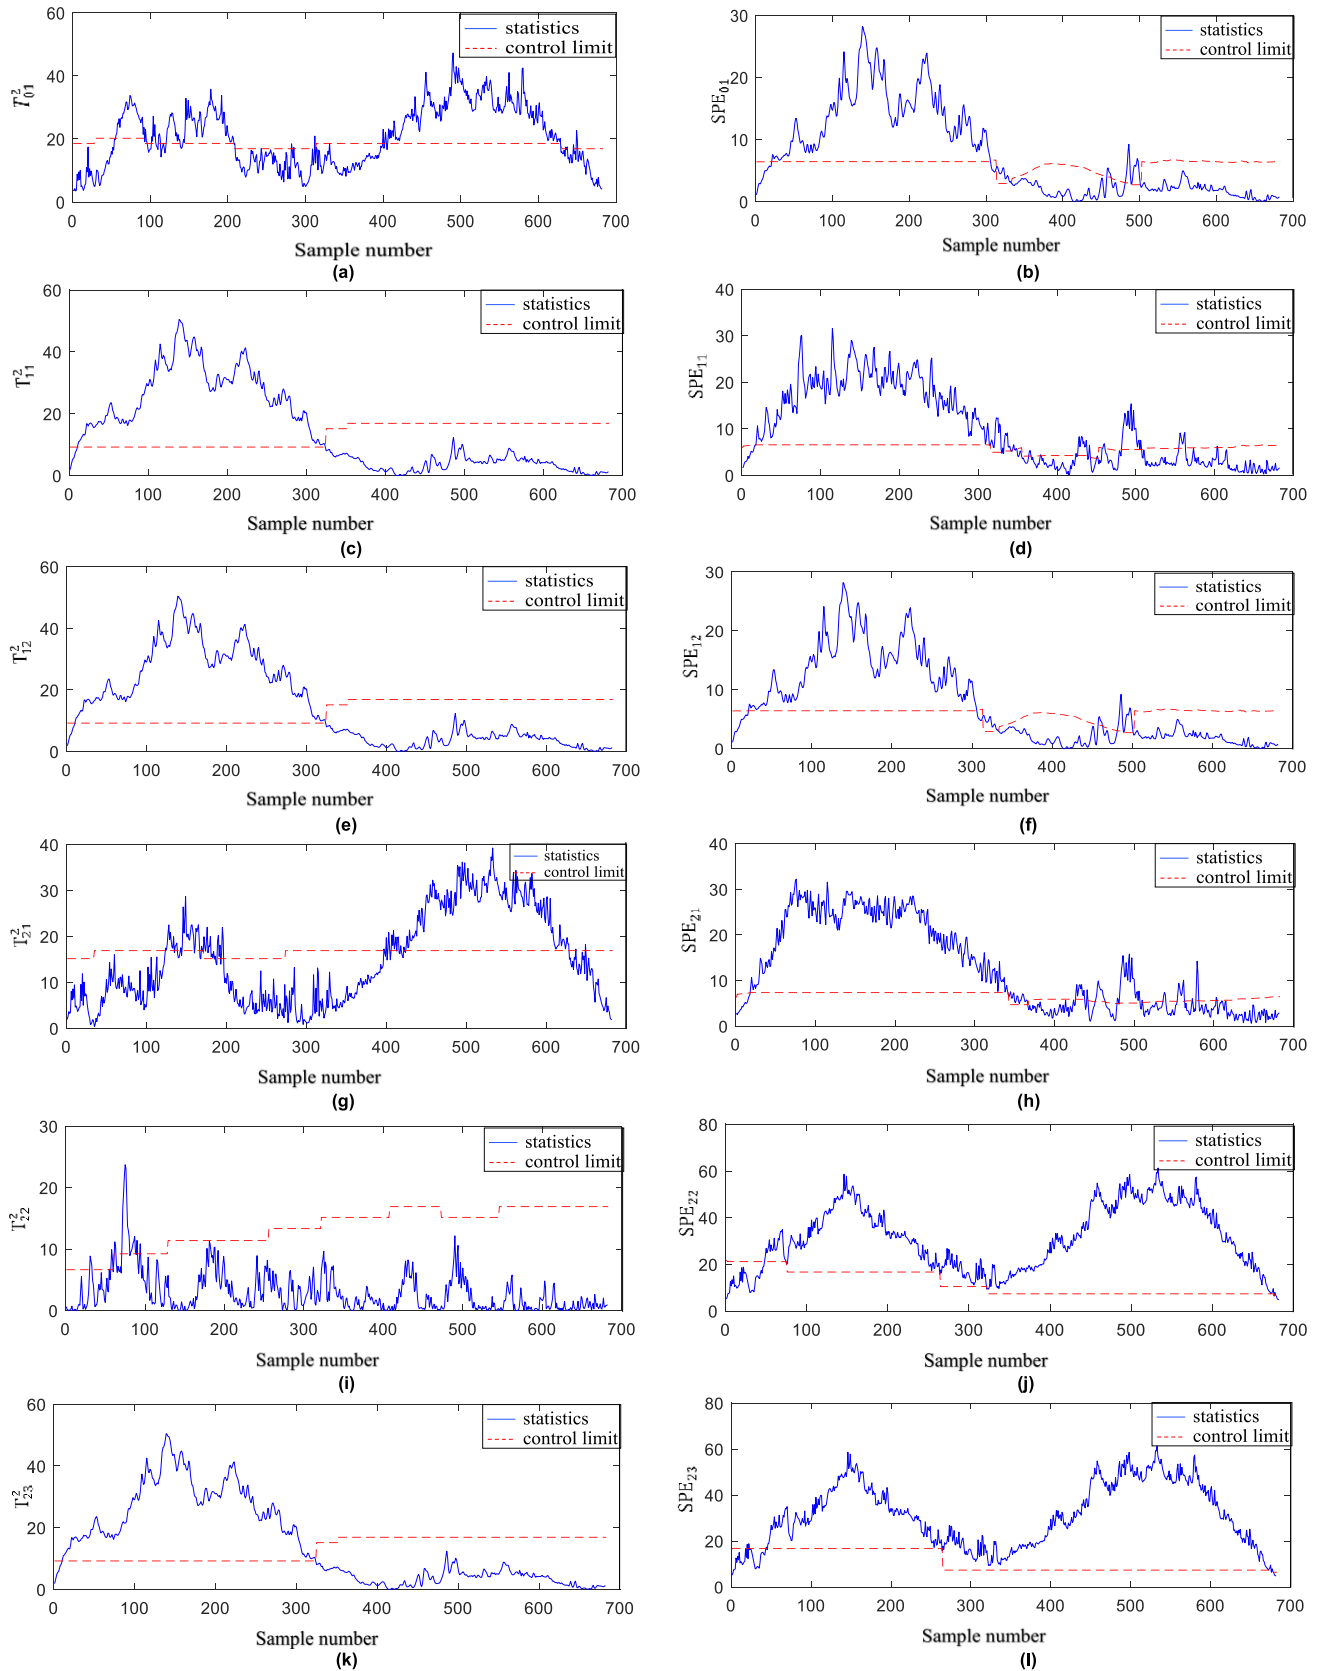 60
40
20
0
T²₀₁
statistics
control limit
0 100 200 300 400 500 600 700
Sample number
(a)
30
20
10
0
SPE₀₁
statistics
control limit
0 100 200 300 400 500 600 700
Sample number
(b)
60
40
20
0
T²₁₁
statistics
control limit
0 100 200 300 400 500 600 700
Sample number
(c)
40
30
20
10
0
SPE₁₁
statistics
control limit
0 100 200 300 400 500 600 700
Sample number
(d)
60
40
20
0
T²₁₂
statistics
control limit
0 100 200 300 400 500 600 700
Sample number
(e)
30
20
10
0
SPE₁₂
statistics
control limit
0 100 200 300 400 500 600 700
Sample number
(f)
40
30
20
10
0
T²₂₁
statistics
control limit
0 100 200 300 400 500 600 700
Sample number
(g)
40
30
20
10
0
SPE₂₁
statistics
control limit
0 100 200 300 400 500 600 700
Sample number
(h)
30
20
10
0
T²₂₂
statistics
control limit
0 100 200 300 400 500 600 700
Sample number
(i)
80
60
40
20
0
SPE₂₂
statistics
control limit
0 100 200 300 400 500 600 700
Sample number
(j)
60
40
20
0
T²₂₃
statistics
control limit
0 100 200 300 400 500 600 700
Sample number
(k)
80
60
40
20
0
SPE₂₃
statistics
control limit
0 100 200 300 400 500 600 700
Sample number
(l)